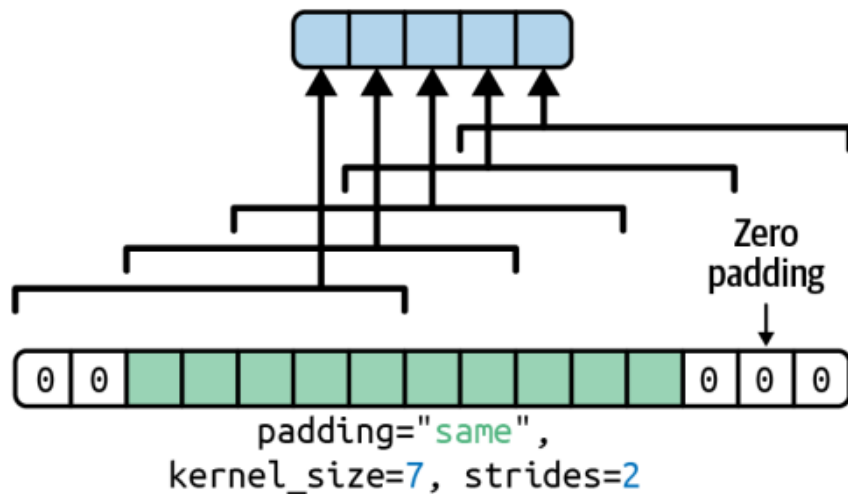 Zero
padding
0 0 0 0 0
padding="same",
kernel_size=7, strides=2